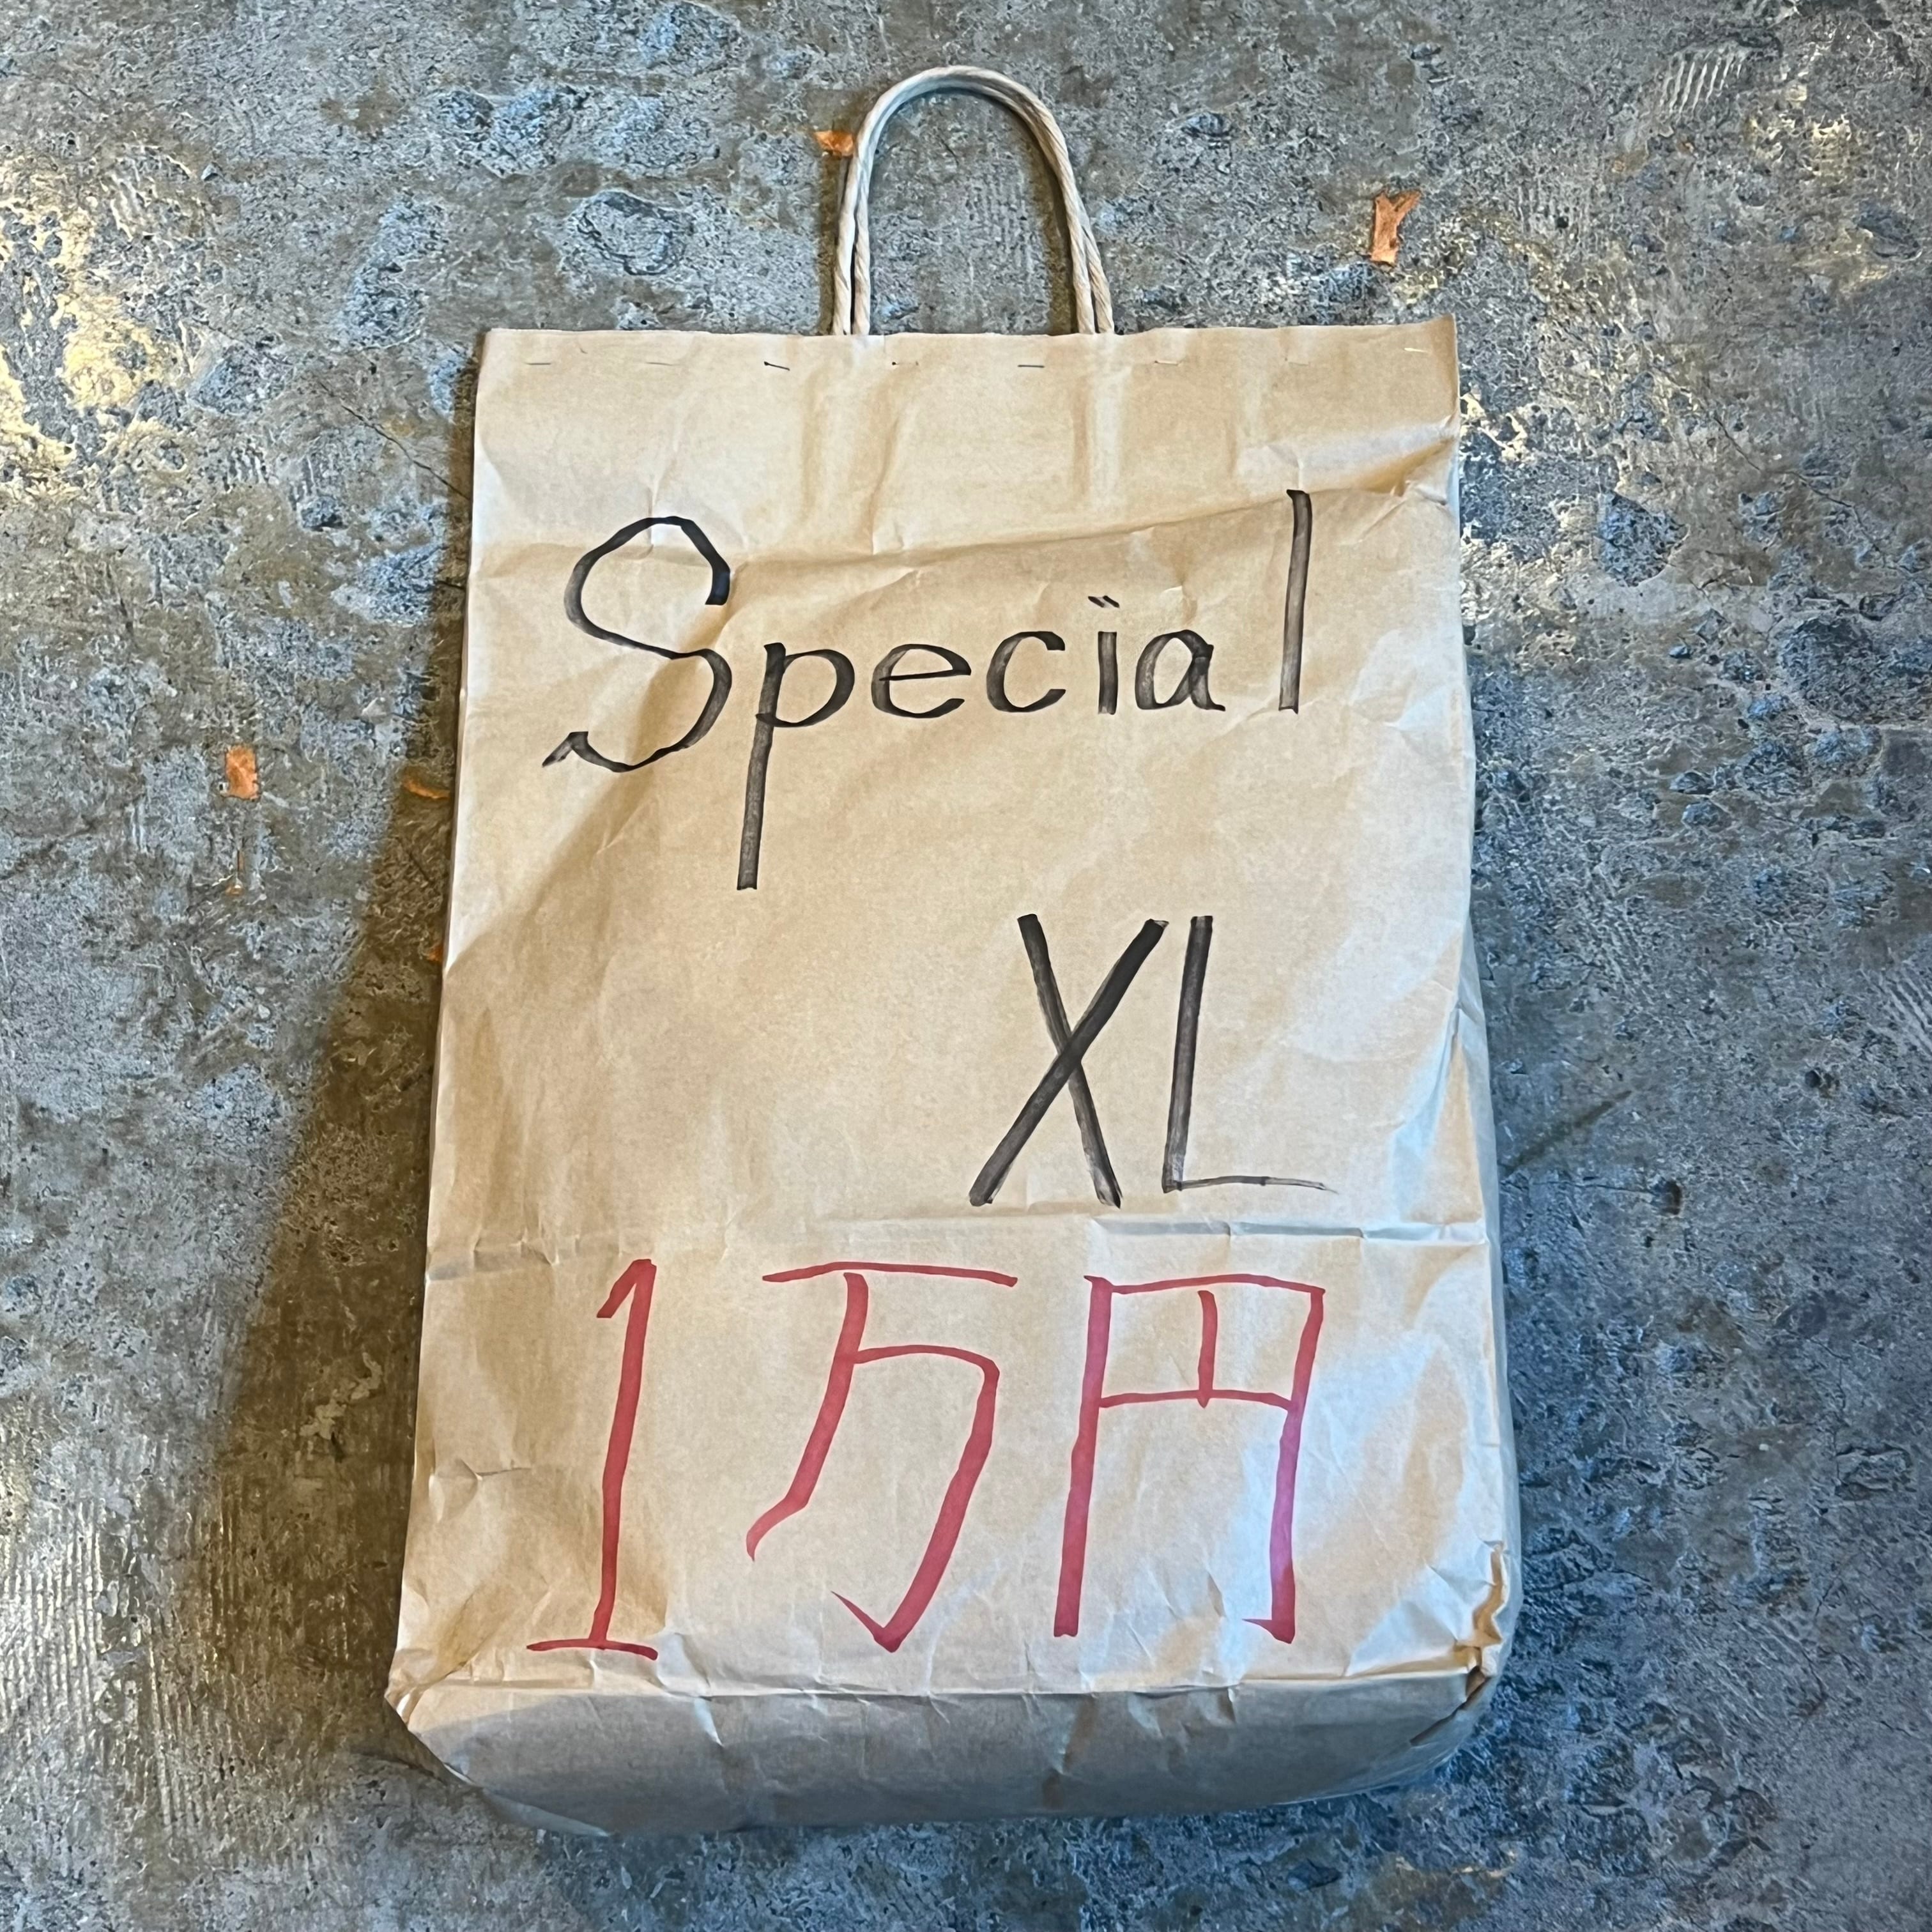 Special
XL
1万円